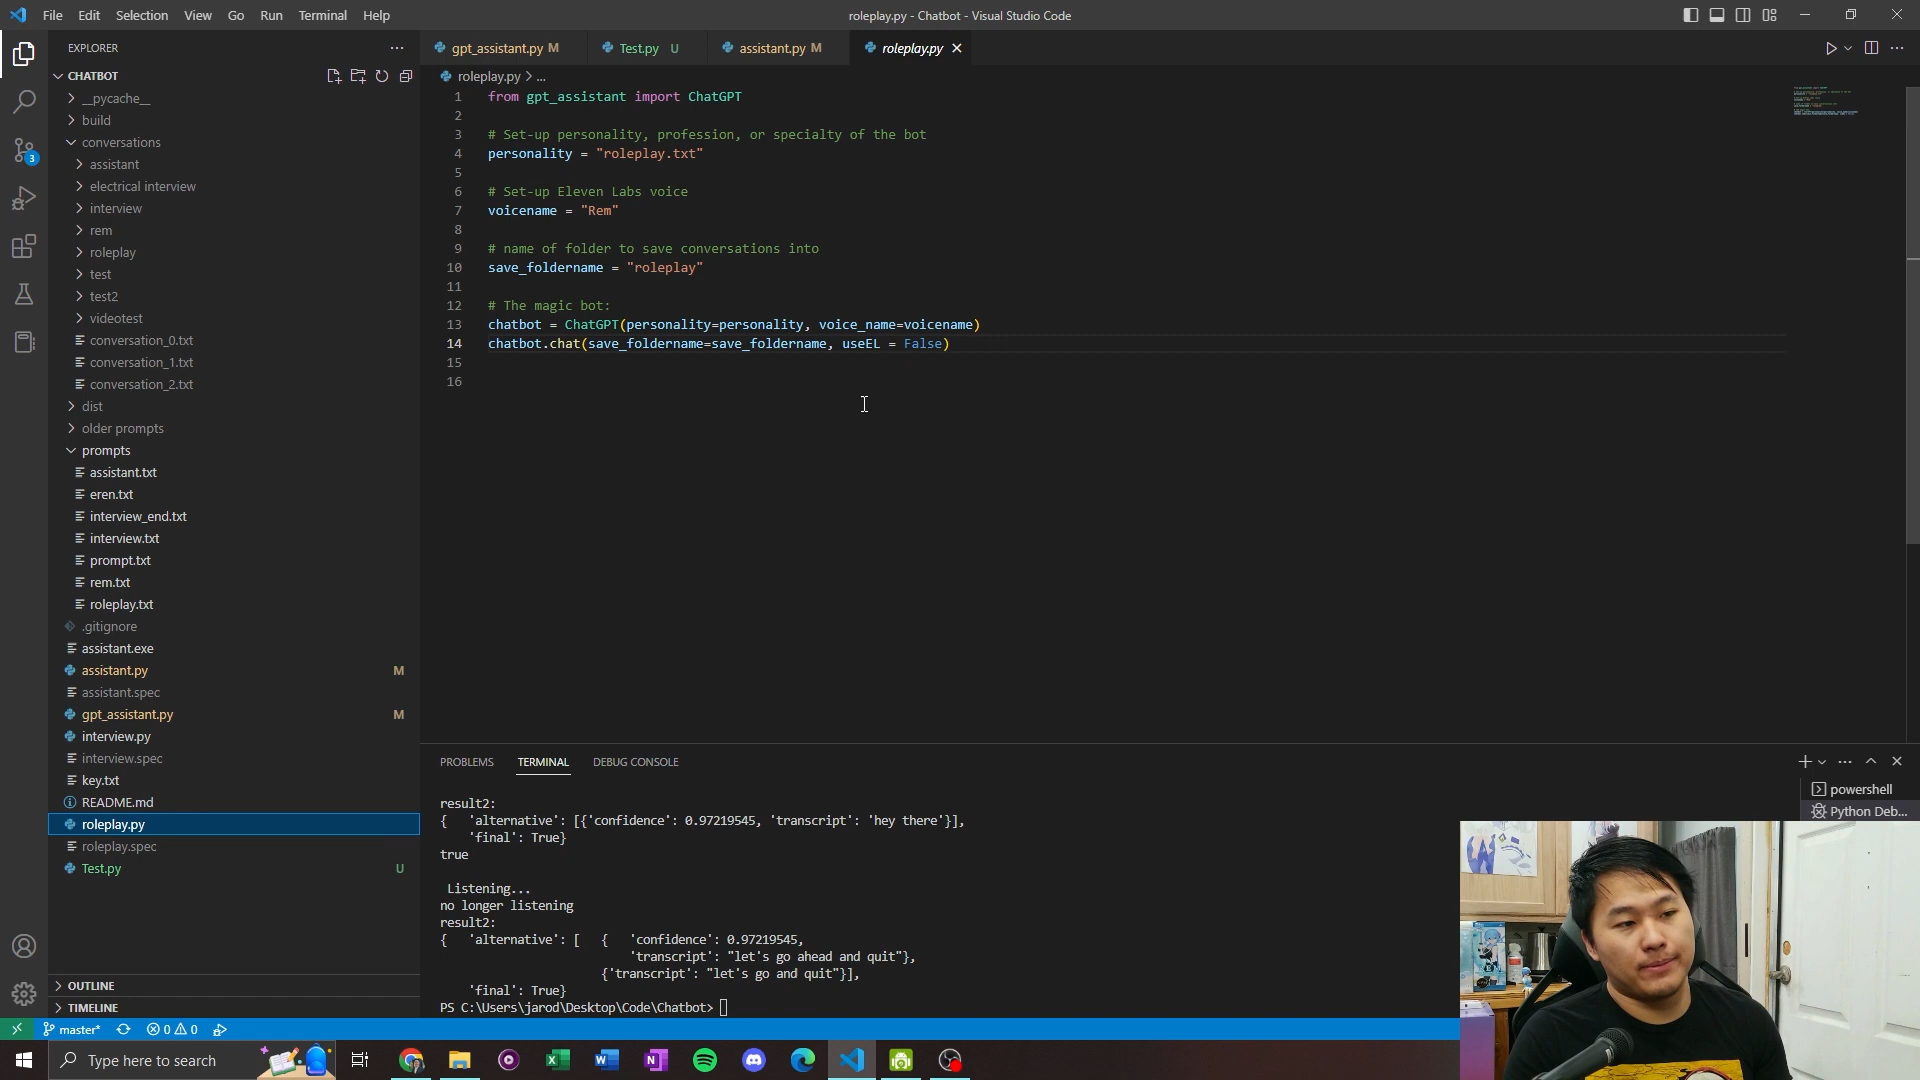 File Edit Selection View Go Run Terminal Help
roleplay.py - Chatbot - Visual Studio Code
EXPLORER
CHATBOT
__pycache__
build
conversations
assistant
electrical interview
interview
rem
roleplay
test
test2
videotest
conversation_0.txt
conversation_1.txt
conversation_2.txt
dist
older prompts
prompts
assistant.txt
eren.txt
interview_end.txt
interview.txt
prompt.txt
rem.txt
roleplay.txt
.gitignore
assistant.exe
assistant.py M
assistant.spec
gpt_assistant.py M
interview.py
interview.spec
key.txt
README.md
roleplay.py
roleplay.spec
Test.py U
OUTLINE
TIMELINE
gpt_assistant.py M Test.py U assistant.py M roleplay.py
roleplay.py > ...
1 from gpt_assistant import ChatGPT
2
3 # Set-up personality, profession, or specialty of the bot
4 personality = "roleplay.txt"
5
6 # Set-up Eleven Labs voice
7 voicename = "Rem"
8
9 # name of folder to save conversations into
10 save_foldername = "roleplay"
11
12 # The magic bot:
13 chatbot = ChatGPT(personality=personality, voice_name=voicename)
14 chatbot.chat(save_foldername=save_foldername, useEL = False)
15
16
PROBLEMS TERMINAL DEBUG CONSOLE
powershell
Python Deb...
result2:
{ 'alternative': [{'confidence': 0.97219545, 'transcript': 'hey there'}],
'final': True}
true
Listening...
no longer listening
result2:
{ 'alternative': [ { 'confidence': 0.97219545,
'transcript': "let's go ahead and quit"},
{'transcript': "let's go and quit"}],
'final': True}
PS C:\Users\jarod\Desktop\Code\Chatbot>
3
master* 0 0
Type here to search